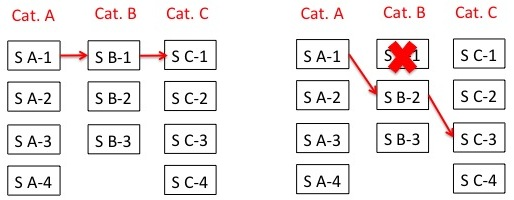 Cat. A Cat. B Cat. C
S A-1 S B-1 S C-1
S A-2 S B-2 S C-2
S A-3 S B-3 S C-3
S A-4 S C-4
Cat. A Cat. B Cat. C
S A-1 S C-1
S A-2 S B-2 S C-2
S A-3 S B-3 S C-3
S A-4 S C-4